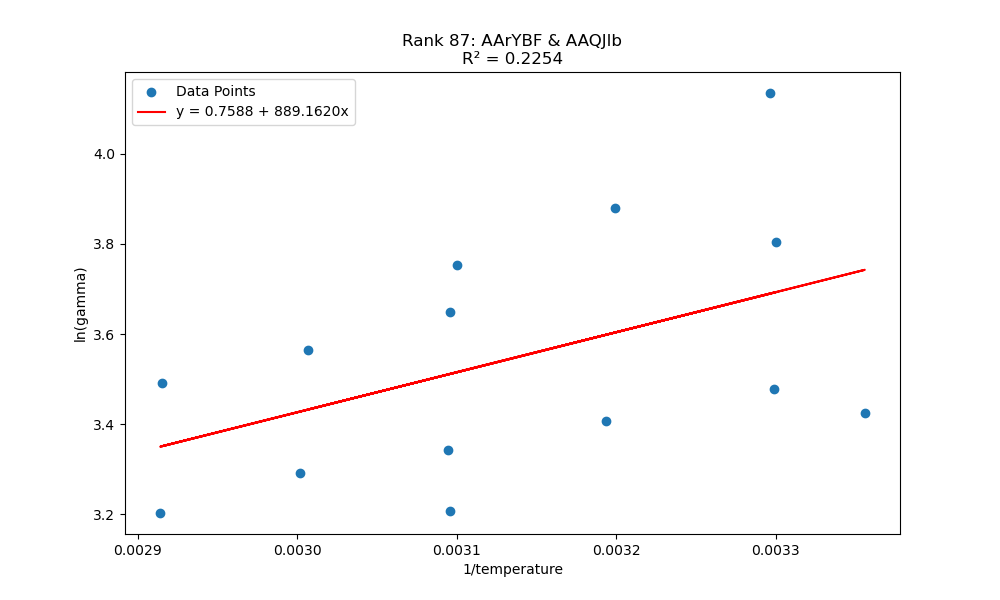 Rank 87: AArYBF & AAQJIb
R² = 0.2254
Data Points
y = 0.7588 + 889.1620x
4.0
3.8
3.6
3.4
3.2
ln(gamma)
0.0029
0.0030
0.0031
0.0032
0.0033
1/temperature